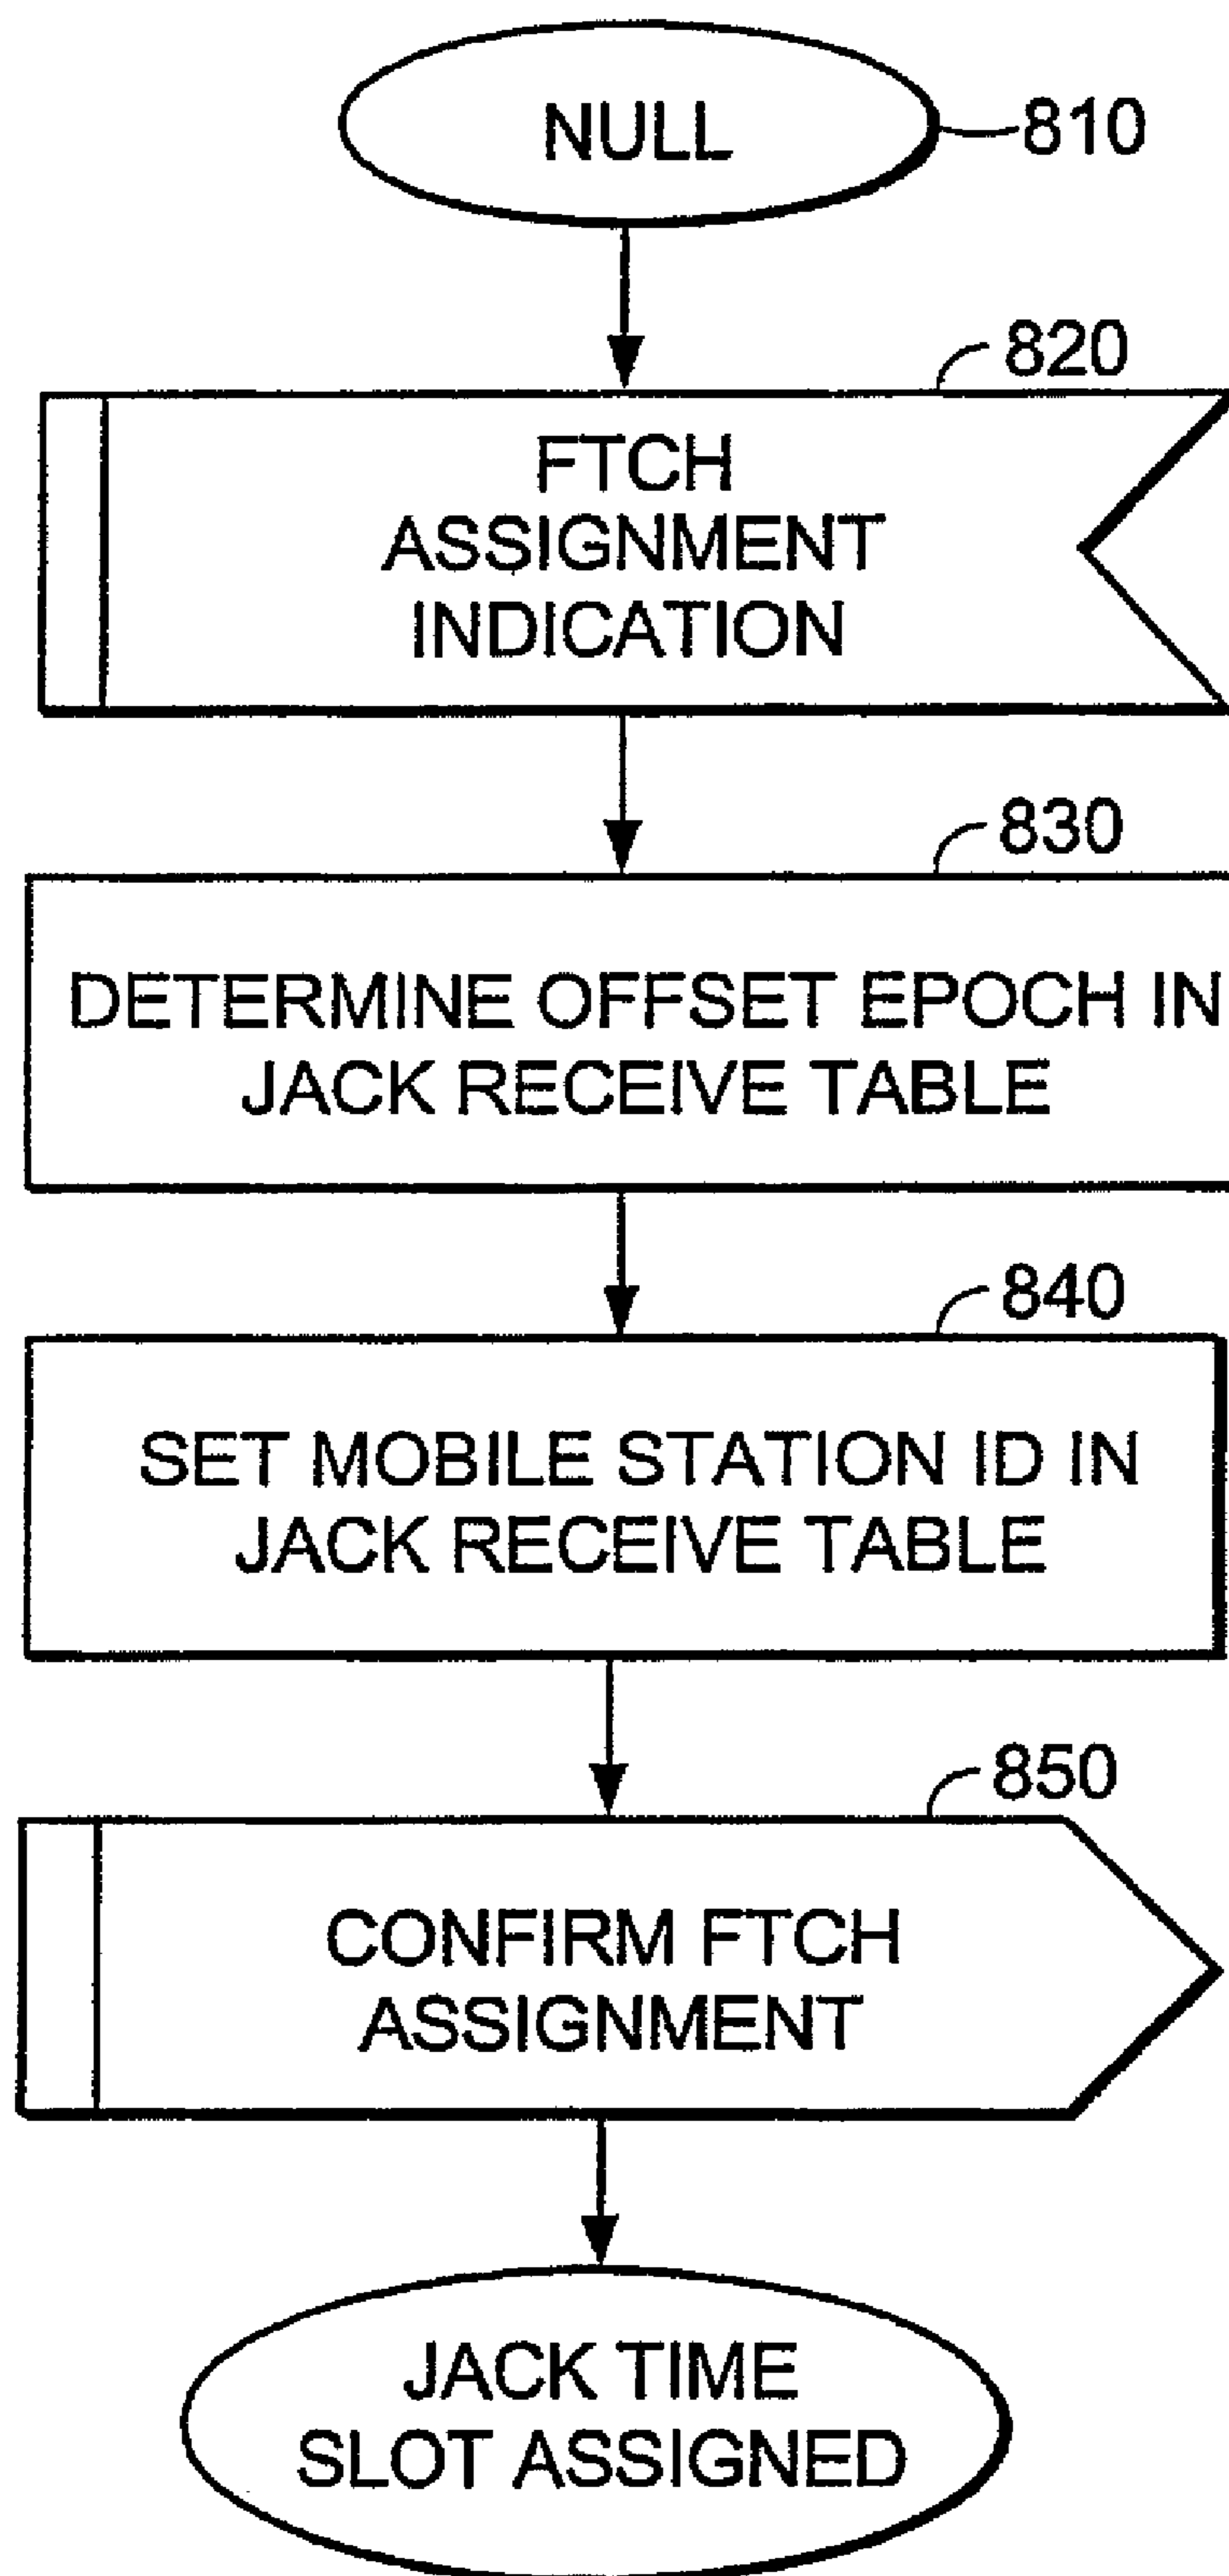 NULL
810
820
FTCH
ASSIGNMENT
INDICATION
830
DETERMINE OFFSET EPOCH IN
JACK RECEIVE TABLE
840
SET MOBILE STATION ID IN
JACK RECEIVE TABLE
850
CONFIRM FTCH
ASSIGNMENT
JACK TIME
SLOT ASSIGNED